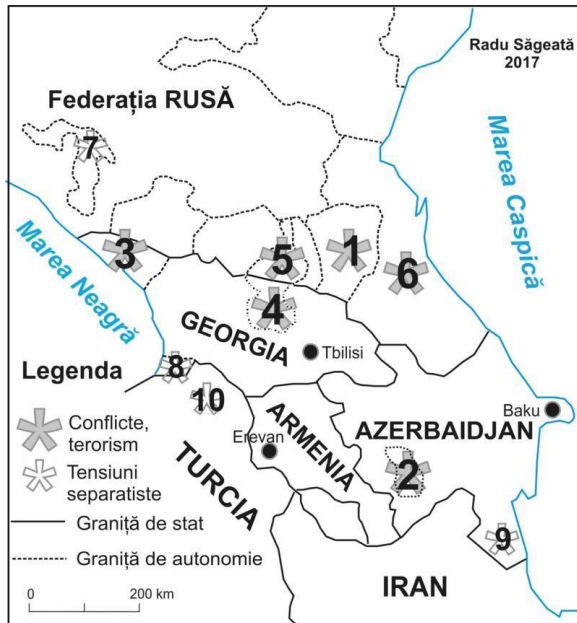 Radu Săgeată
2017
Federația RUSĂ
7
Marea Caspică
Marea Neagră
3
5
1
6
4
GEORGIA
Tbilisi
8
10
Legenda
Conflicte,
terorism
Tensiuni
separatiste
Graniță de stat
Graniță de autonomie
0 200 km
Erevan
ARMENIA
AZERBAIDJAN
Baku
2
TURCIA
9
IRAN